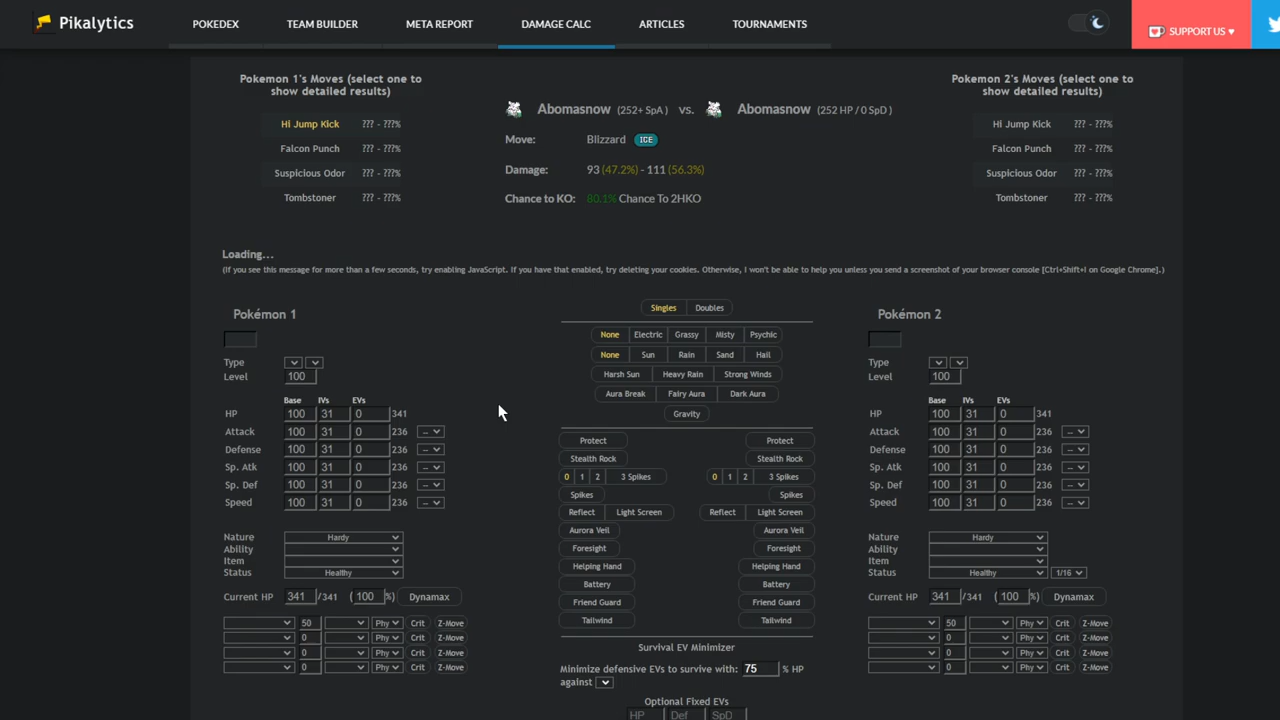 Pikalytics
POKEDEX
TEAM BUILDER
META REPORT
DAMAGE CALC
ARTICLES
TOURNAMENTS
SUPPORT US ♥
Pokemon 1's Moves (select one to
show detailed results)
Hi Jump Kick ??? - ???%
Falcon Punch ??? - ???%
Suspicious Odor ??? - ???%
Tombstoner ??? - ???%
Abomasnow (252+ SpA ) vs. Abomasnow (252 HP / 0 SpD )
Move: Blizzard ICE
Damage: 93 (47.2%) - 111 (56.3%)
Chance to KO: 80.1% Chance To 2HKO
Pokemon 2's Moves (select one to
show detailed results)
Hi Jump Kick ??? - ???%
Falcon Punch ??? - ???%
Suspicious Odor ??? - ???%
Tombstoner ??? - ???%
Loading...
(If you see this message for more than a few seconds, try enabling JavaScript. If you have that enabled, try deleting your cookies. Otherwise, I won't be able to help you unless you send a screenshot of your browser console [Ctrl+Shift+I on Google Chrome].)
Pokémon 1
Type
Level 100
Base IVs EVs
HP 100 31 0 341
Attack 100 31 0 236 --
Defense 100 31 0 236 --
Sp. Atk 100 31 0 236 --
Sp. Def 100 31 0 236 --
Speed 100 31 0 236 --
Nature Hardy
Ability
Item
Status Healthy
Current HP 341 /341 ( 100 %) Dynamax
50 Phy Crit Z-Move
0 Phy Crit Z-Move
0 Phy Crit Z-Move
0 Phy Crit Z-Move
Singles Doubles
None Electric Grassy Misty Psychic
None Sun Rain Sand Hail
Harsh Sun Heavy Rain Strong Winds
Aura Break Fairy Aura Dark Aura
Gravity
Protect Protect
Stealth Rock Stealth Rock
0 1 2 3 Spikes 0 1 2 3 Spikes
Spikes Spikes
Reflect Light Screen Reflect Light Screen
Aurora Veil Aurora Veil
Foresight Foresight
Helping Hand Helping Hand
Battery Battery
Friend Guard Friend Guard
Tailwind Tailwind
Survival EV Minimizer
Minimize defensive EVs to survive with: 75 % HP
against
Optional Fixed EVs
HP Def SpD
Pokémon 2
Type
Level 100
Base IVs EVs
HP 100 31 0 341
Attack 100 31 0 236 --
Defense 100 31 0 236 --
Sp. Atk 100 31 0 236 --
Sp. Def 100 31 0 236 --
Speed 100 31 0 236 --
Nature Hardy
Ability
Item
Status Healthy 1/16
Current HP 341 /341 ( 100 %) Dynamax
50 Phy Crit Z-Move
0 Phy Crit Z-Move
0 Phy Crit Z-Move
0 Phy Crit Z-Move